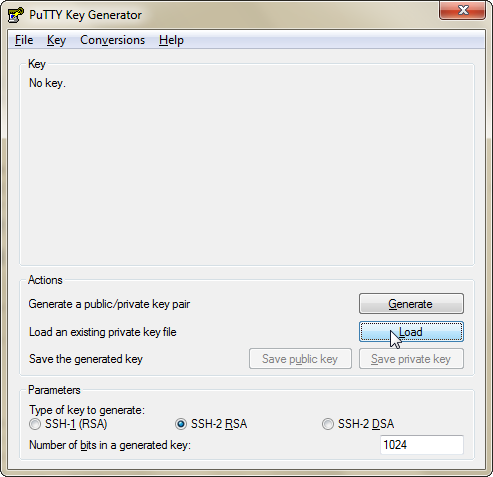 PuTTY Key Generator
File Key Conversions Help
Key
No key.
Actions
Generate a public/private key pair Generate
Load an existing private key file Load
Save the generated key Save public key Save private key
Parameters
Type of key to generate:
SSH-1 (RSA) SSH-2 RSA SSH-2 DSA
Number of bits in a generated key: 1024